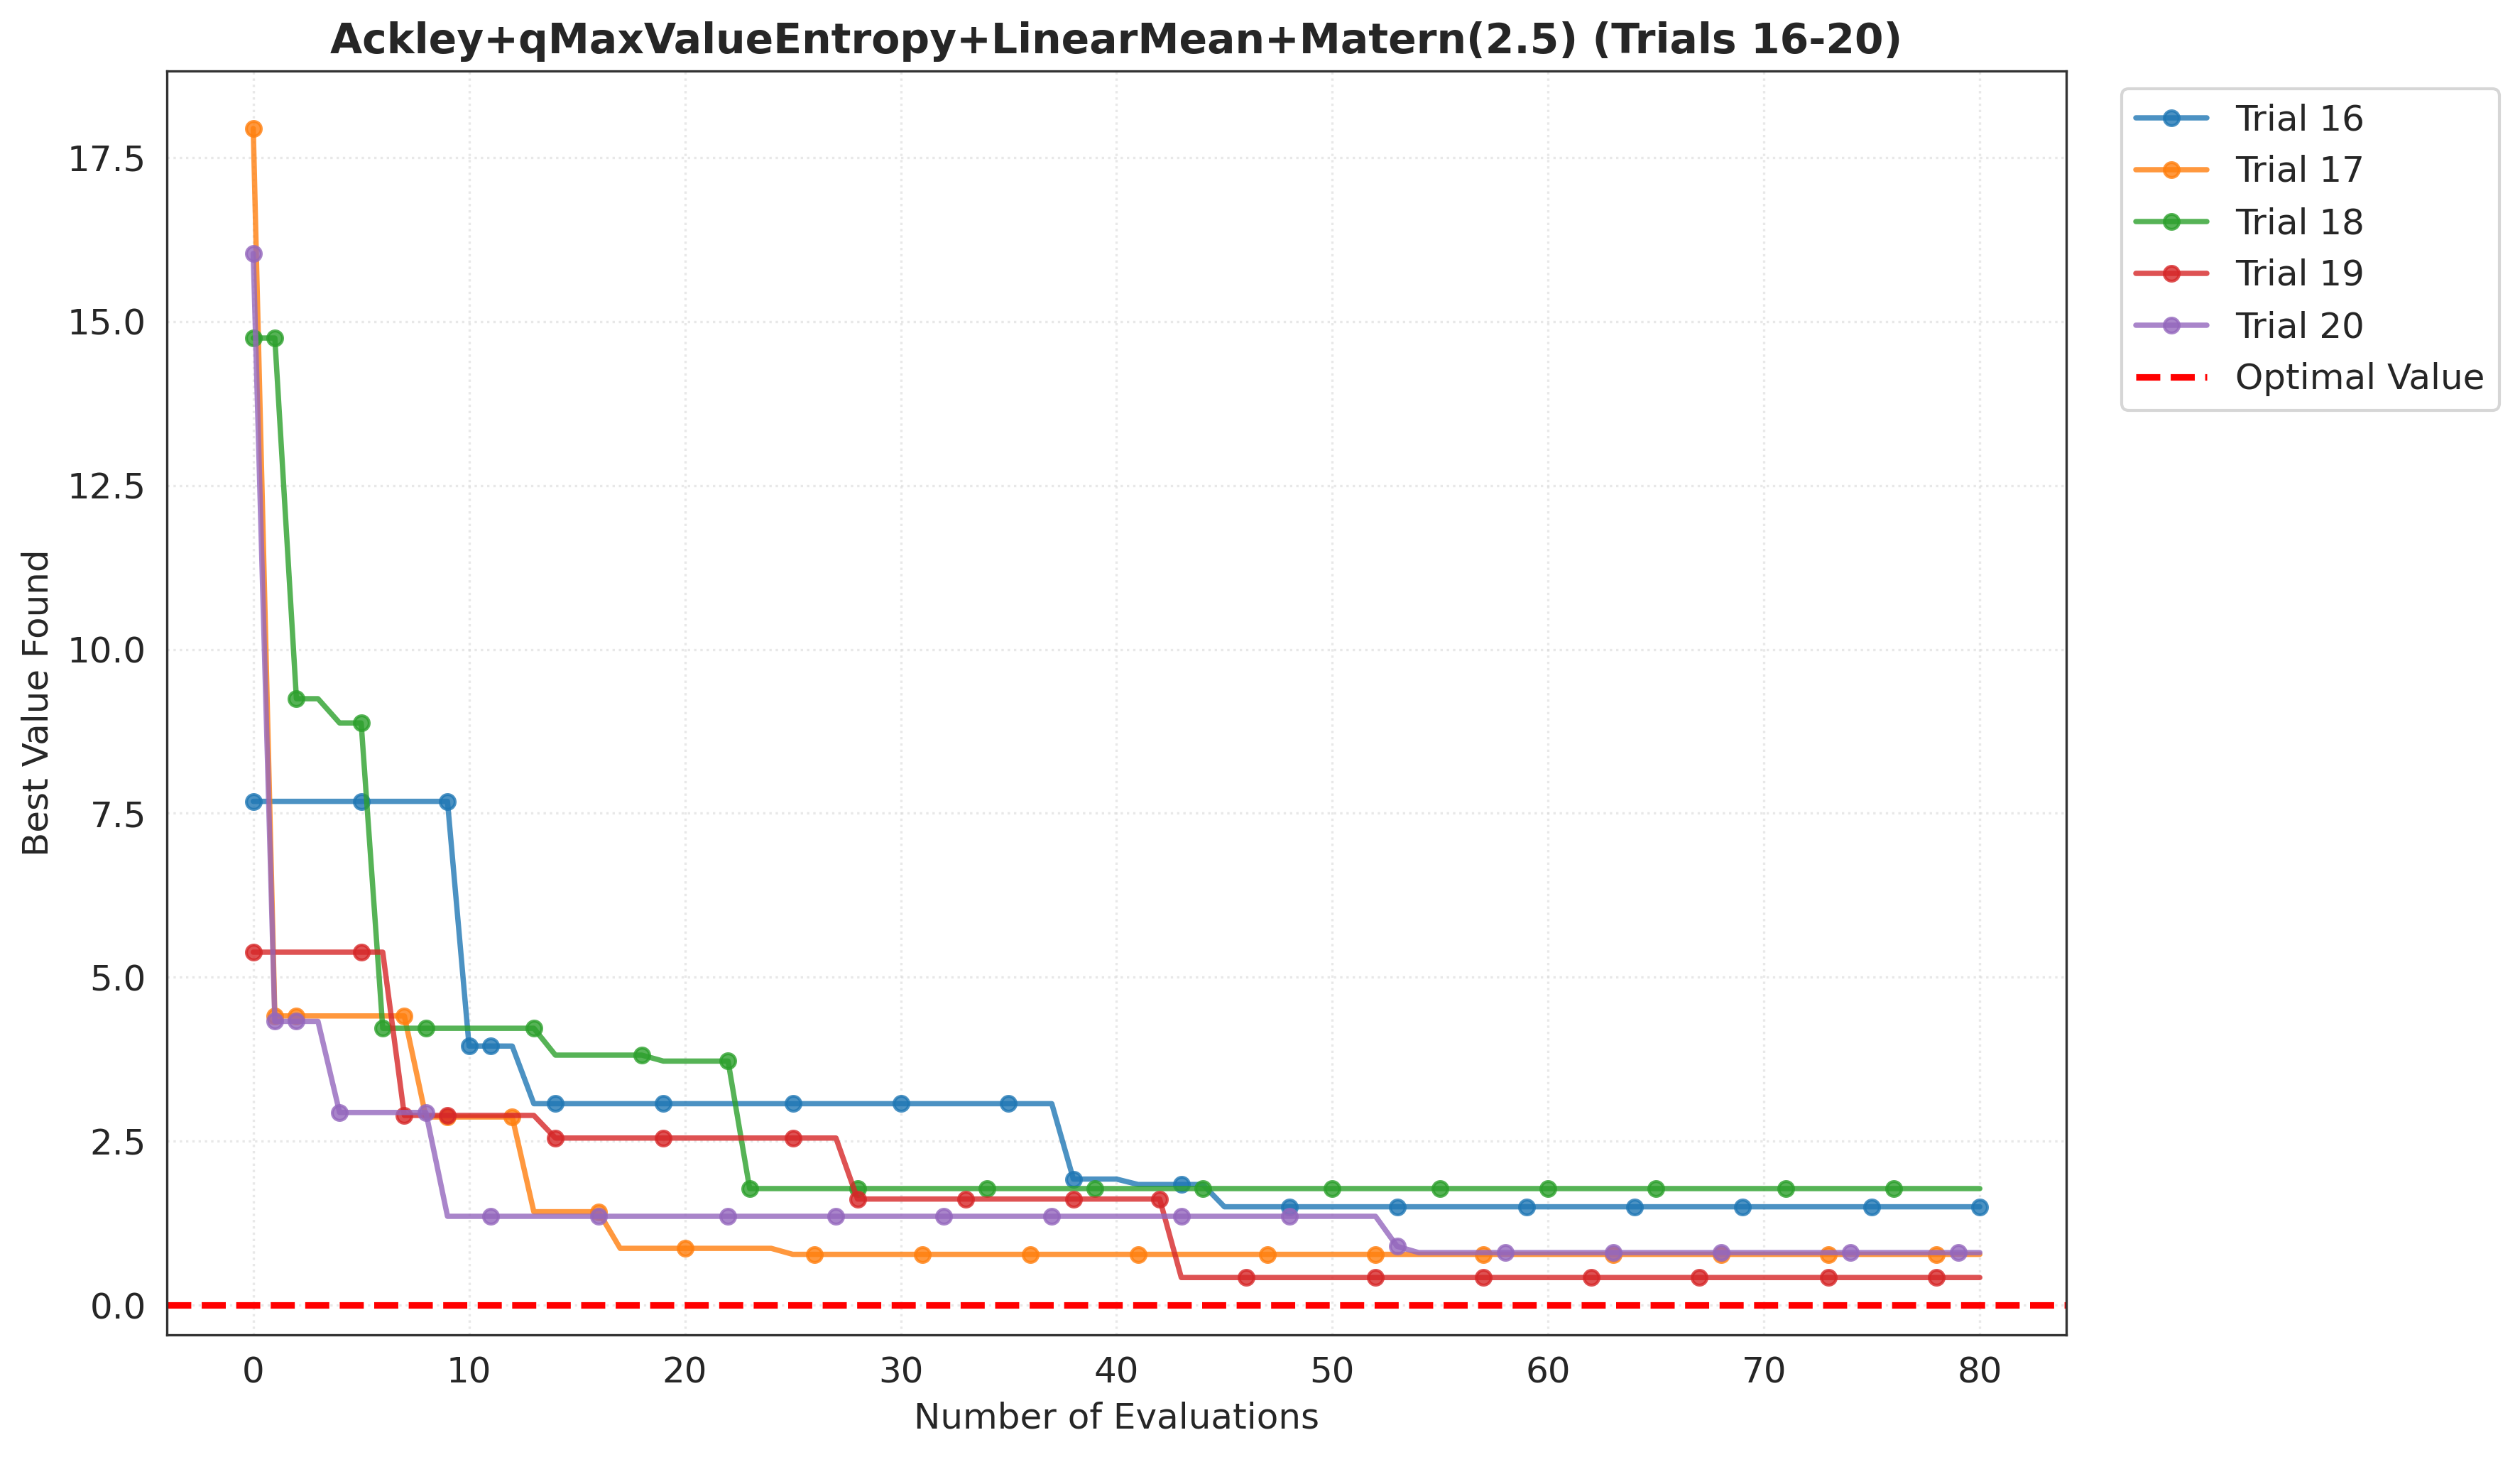 Ackley+qMaxValueEntropy+LinearMean+Matern(2.5) (Trials 16-20)
Best Value Found
17.5
15.0
12.5
10.0
7.5
5.0
2.5
0.0
0 10 20 30 40 50 60 70 80
Number of Evaluations
Trial 16
Trial 17
Trial 18
Trial 19
Trial 20
Optimal Value